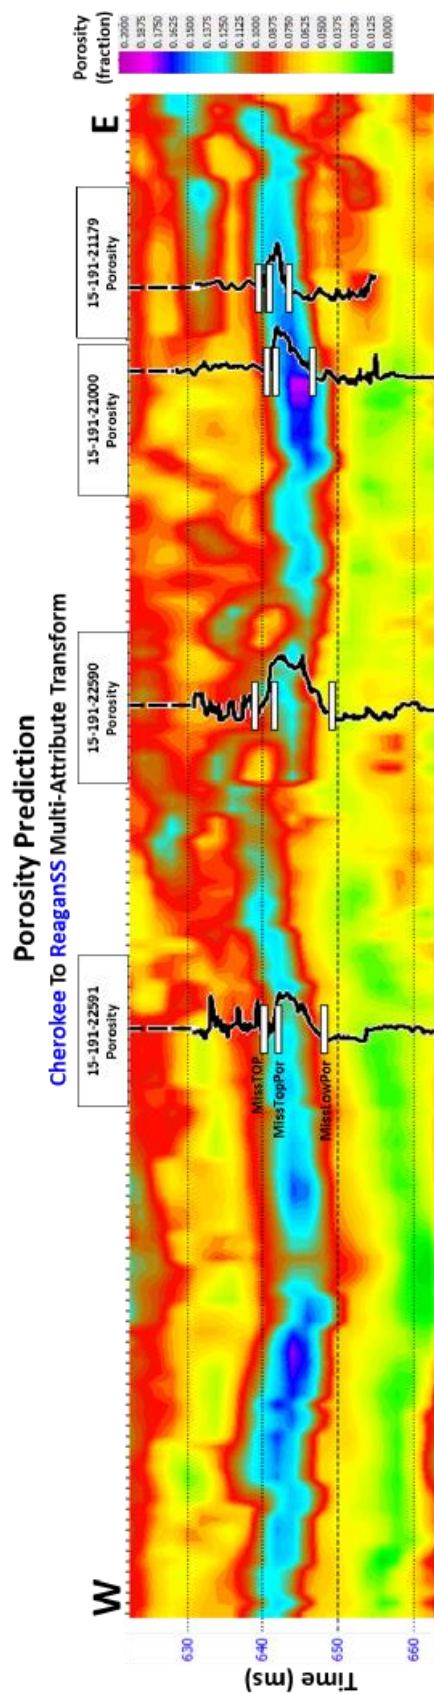 Porosity Prediction
Cherokee To ReaganSS Multi-Attribute Transform
W
E
15-191-22591
Porosity
15-191-22590
Porosity
15-191-21000
Porosity
15-191-21179
Porosity
Porosity
(fraction)
0.2000
0.1875
0.1750
0.1625
0.1500
0.1375
0.1250
0.1125
0.1000
0.0875
0.0750
0.0625
0.0500
0.0375
0.0250
0.0125
0.0000
MissTOP
MissTopPor
MissLowPor
Time (ms)
630
640
650
660